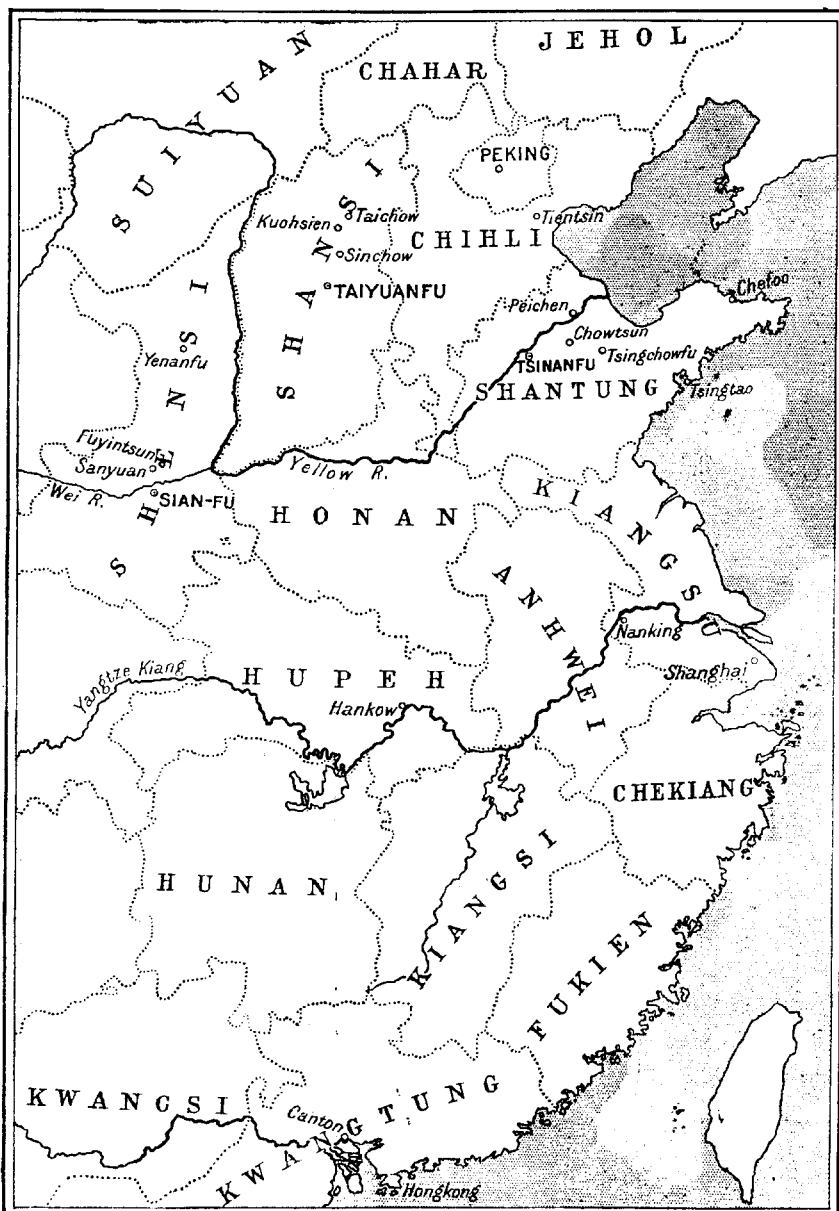 JEHOL
CHAHAR
SUIYUAN
PEKING
Taichow
Kuohsien
Tientsin
CHIHLI
Sinchow
SHANSI
TAIYUANFU
Chefoo
Peichen
Chowtsun
Yenanfu
TSINANFU
Tsingchowfu
SHANTUNG
Tsingtao
Fuyintsun
Sanyuan
Yellow R.
Wei R.
SIAN-FU
SHENSI
HONAN
KIANGSU
ANHWEI
Nanking
Shanghai
Yangtze Kiang
HUPEH
Hankow
CHEKIANG
HUNAN
KIANGSI
FUKIEN
KWANGSI
Canton
KWANGTUNG
Hongkong